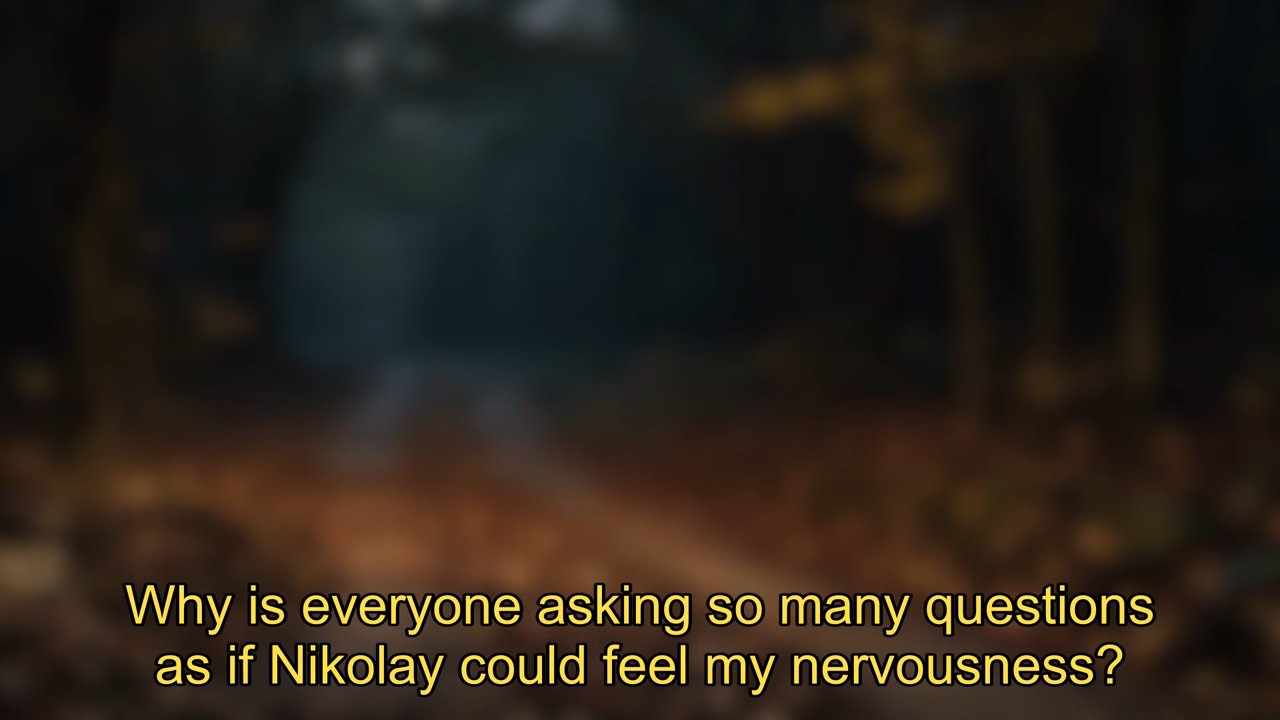 Why is everyone asking so many questions
as if Nikolay could feel my nervousness?